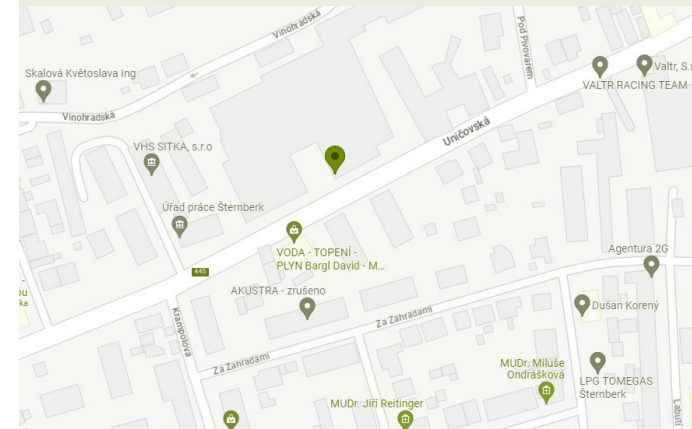 Vinohradská
Pod Pivovarem
Skalová Květoslava Ing
Valtr, S.r
VALTR RACING TEAM
Vinohradská
Uničovská
VHS SITKA, s.r.o
Úřad práce Šternberk
VODA - TOPENÍ -
PLYN Bargl David - M...
Agentura 2G
445
AKUSTRA - zrušeno
Dušan Korený
Krampolova
Za Zahradami
Za Zahradami
MUDr. Miluše
Ondrášková
LPG TOMEGAS
Šternberk
MUDr. Jiří Reitinger
Labutí